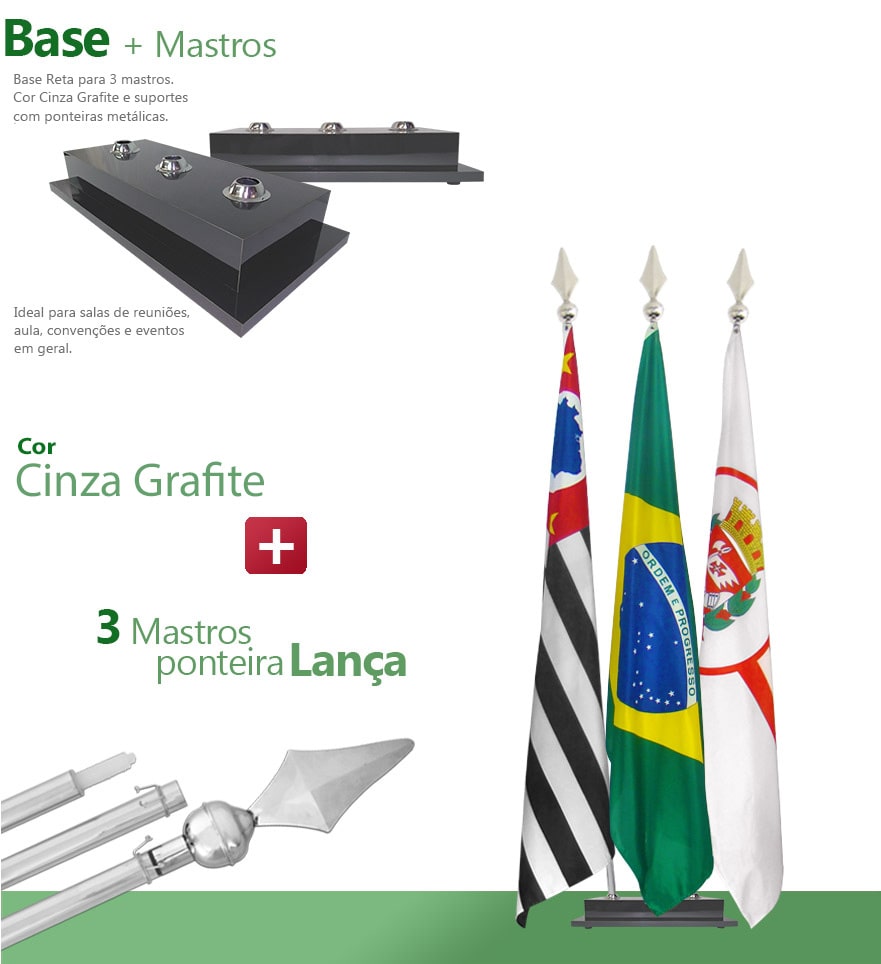 Base + Mastros
Base Reta para 3 mastros.
Cor Cinza Grafite e suportes
com ponteiras metálicas.
Ideal para salas de reuniões,
aula, convenções e eventos
em geral.
Cor
Cinza Grafite
+
3 Mastros
ponteira Lança
ORDEM E PROGRESSO